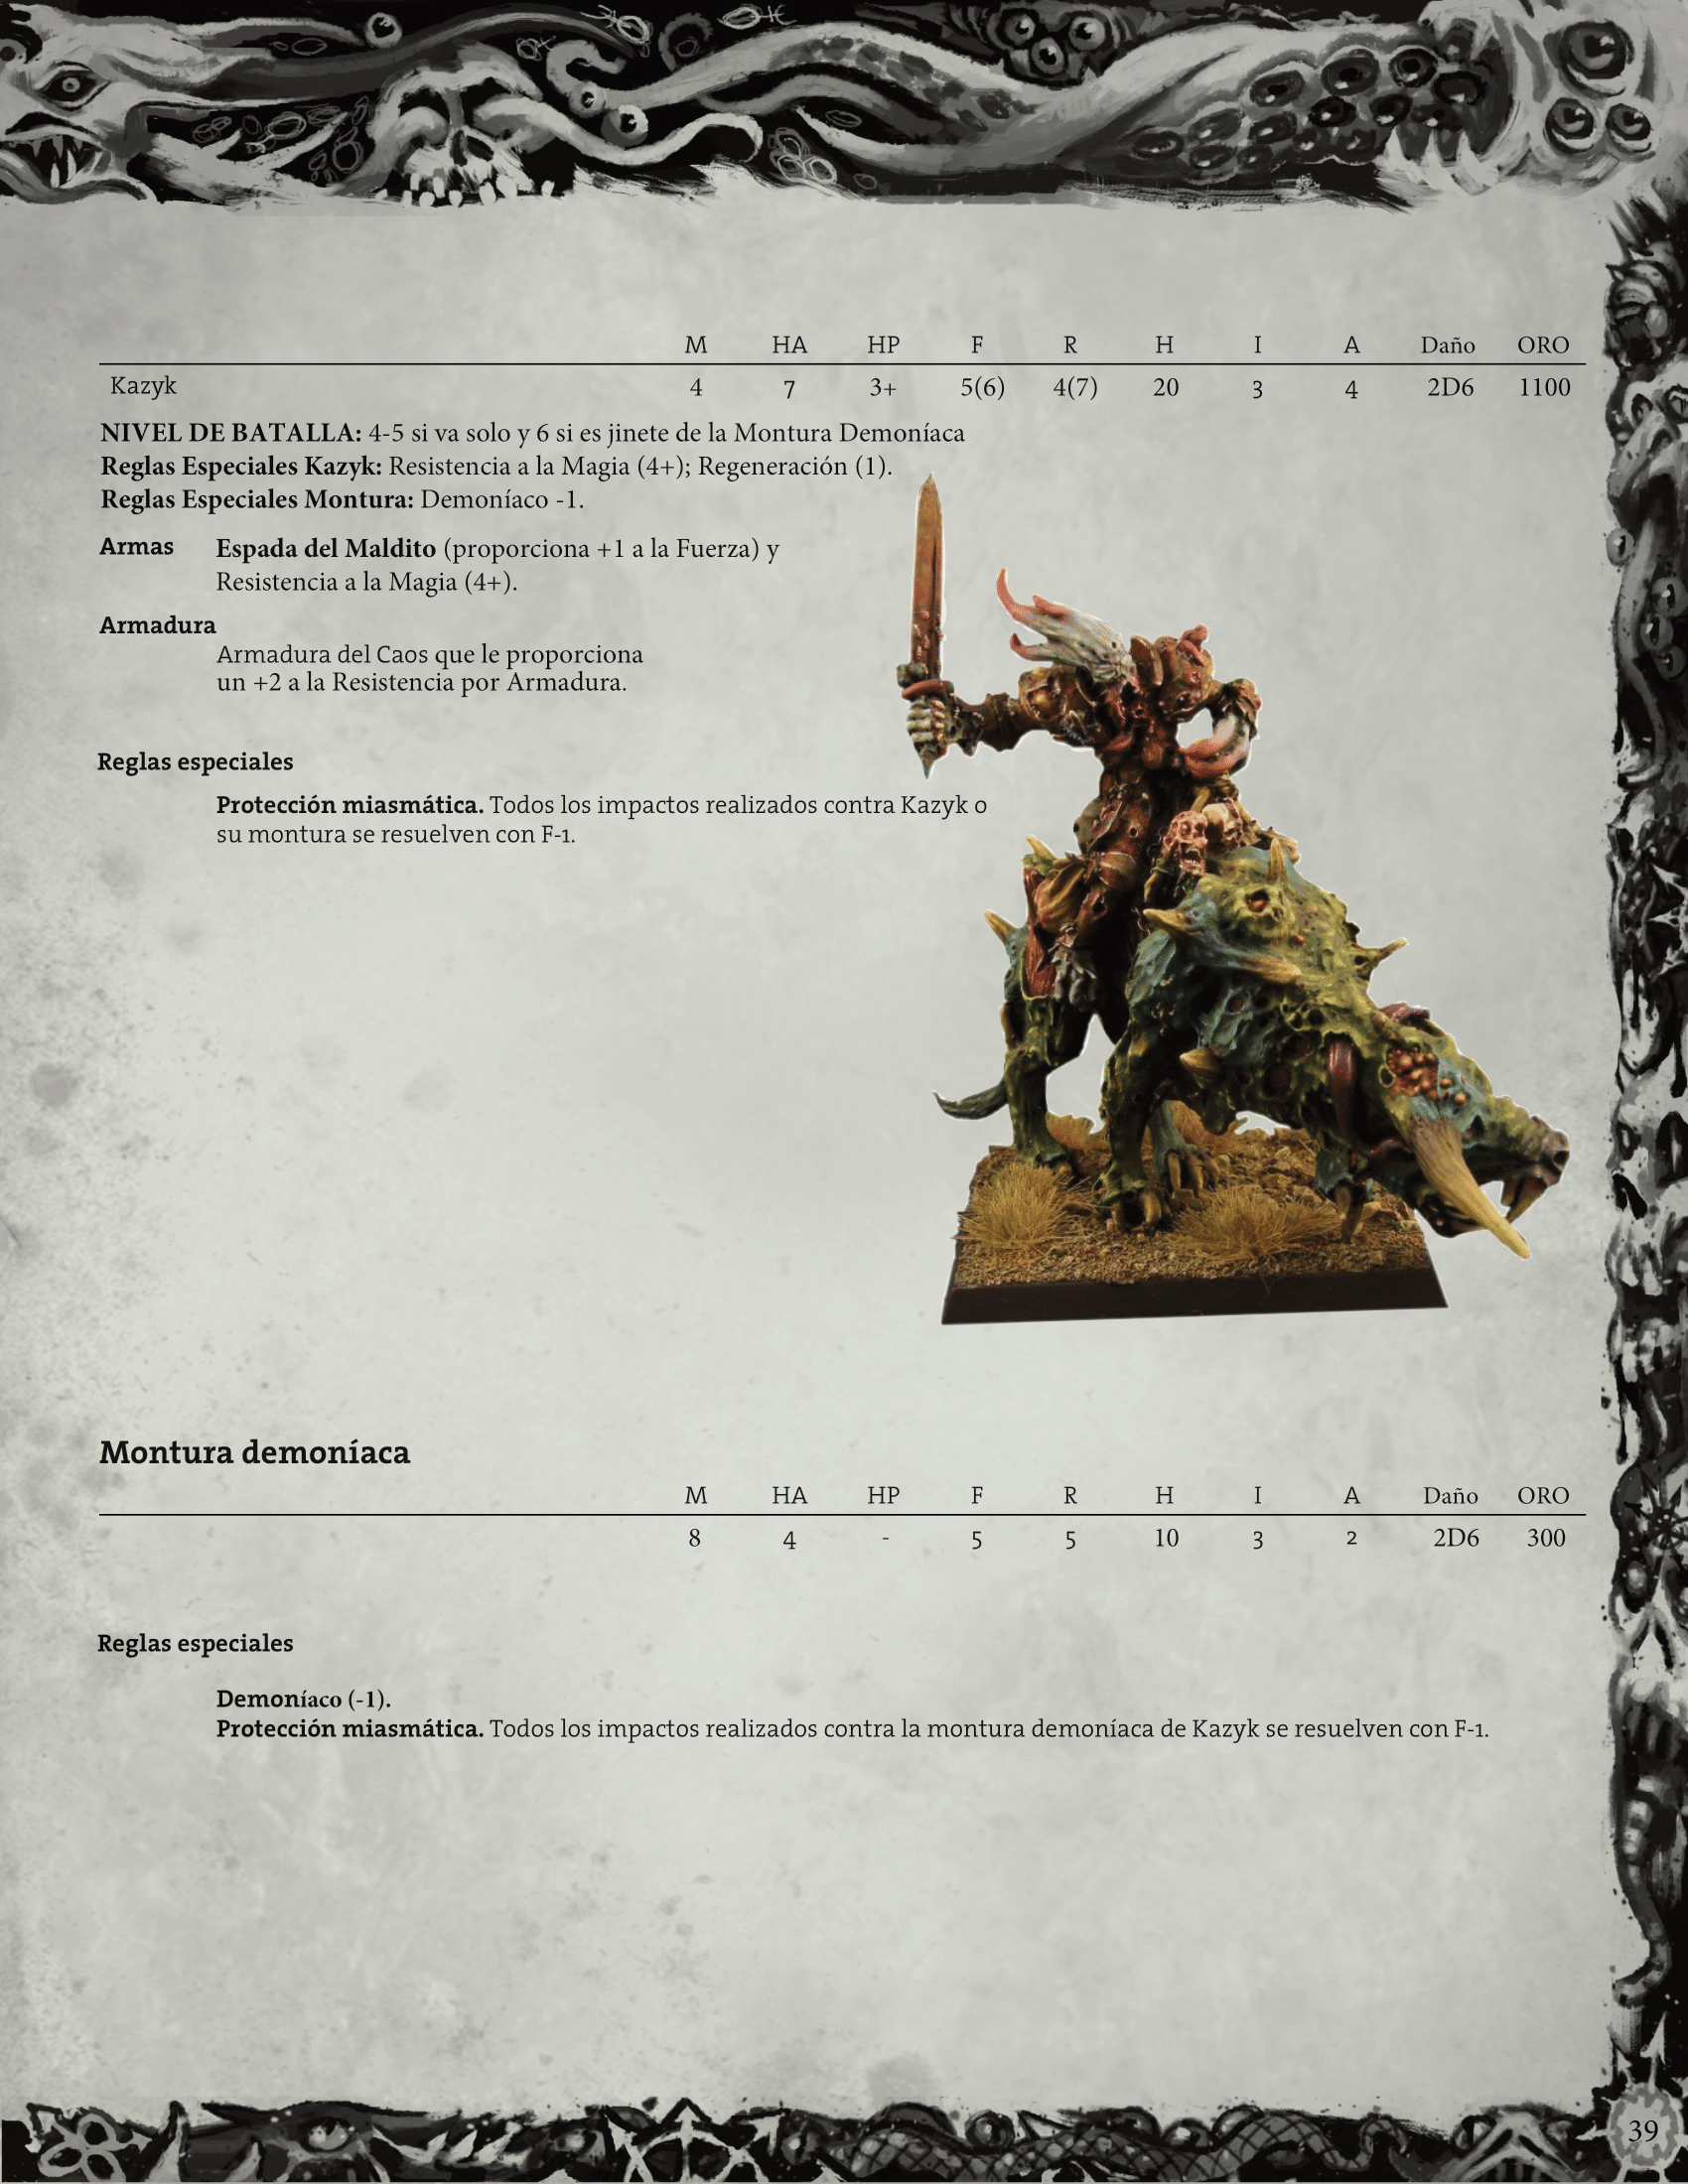 M HA HP F R H I A Daño ORO
Kazyk 4 7 3+ 5(6) 4(7) 20 3 4 2D6 1100
NIVEL DE BATALLA: 4-5 si va solo y 6 si es jinete de la Montura Demoníaca
Reglas Especiales Kazyk: Resistencia a la Magia (4+); Regeneración (1).
Reglas Especiales Montura: Demoníaco -1.
Armas Espada del Maldito (proporciona +1 a la Fuerza) y
Resistencia a la Magia (4+).
Armadura
Armadura del Caos que le proporciona
un +2 a la Resistencia por Armadura.
Reglas especiales
Protección miasmática. Todos los impactos realizados contra Kazyk o
su montura se resuelven con F-1.
Montura demoníaca
M HA HP F R H I A Daño ORO
8 4 - 5 5 10 3 2 2D6 300
Reglas especiales
Demoníaco (-1).
Protección miasmática. Todos los impactos realizados contra la montura demoníaca de Kazyk se resuelven con F-1.
39